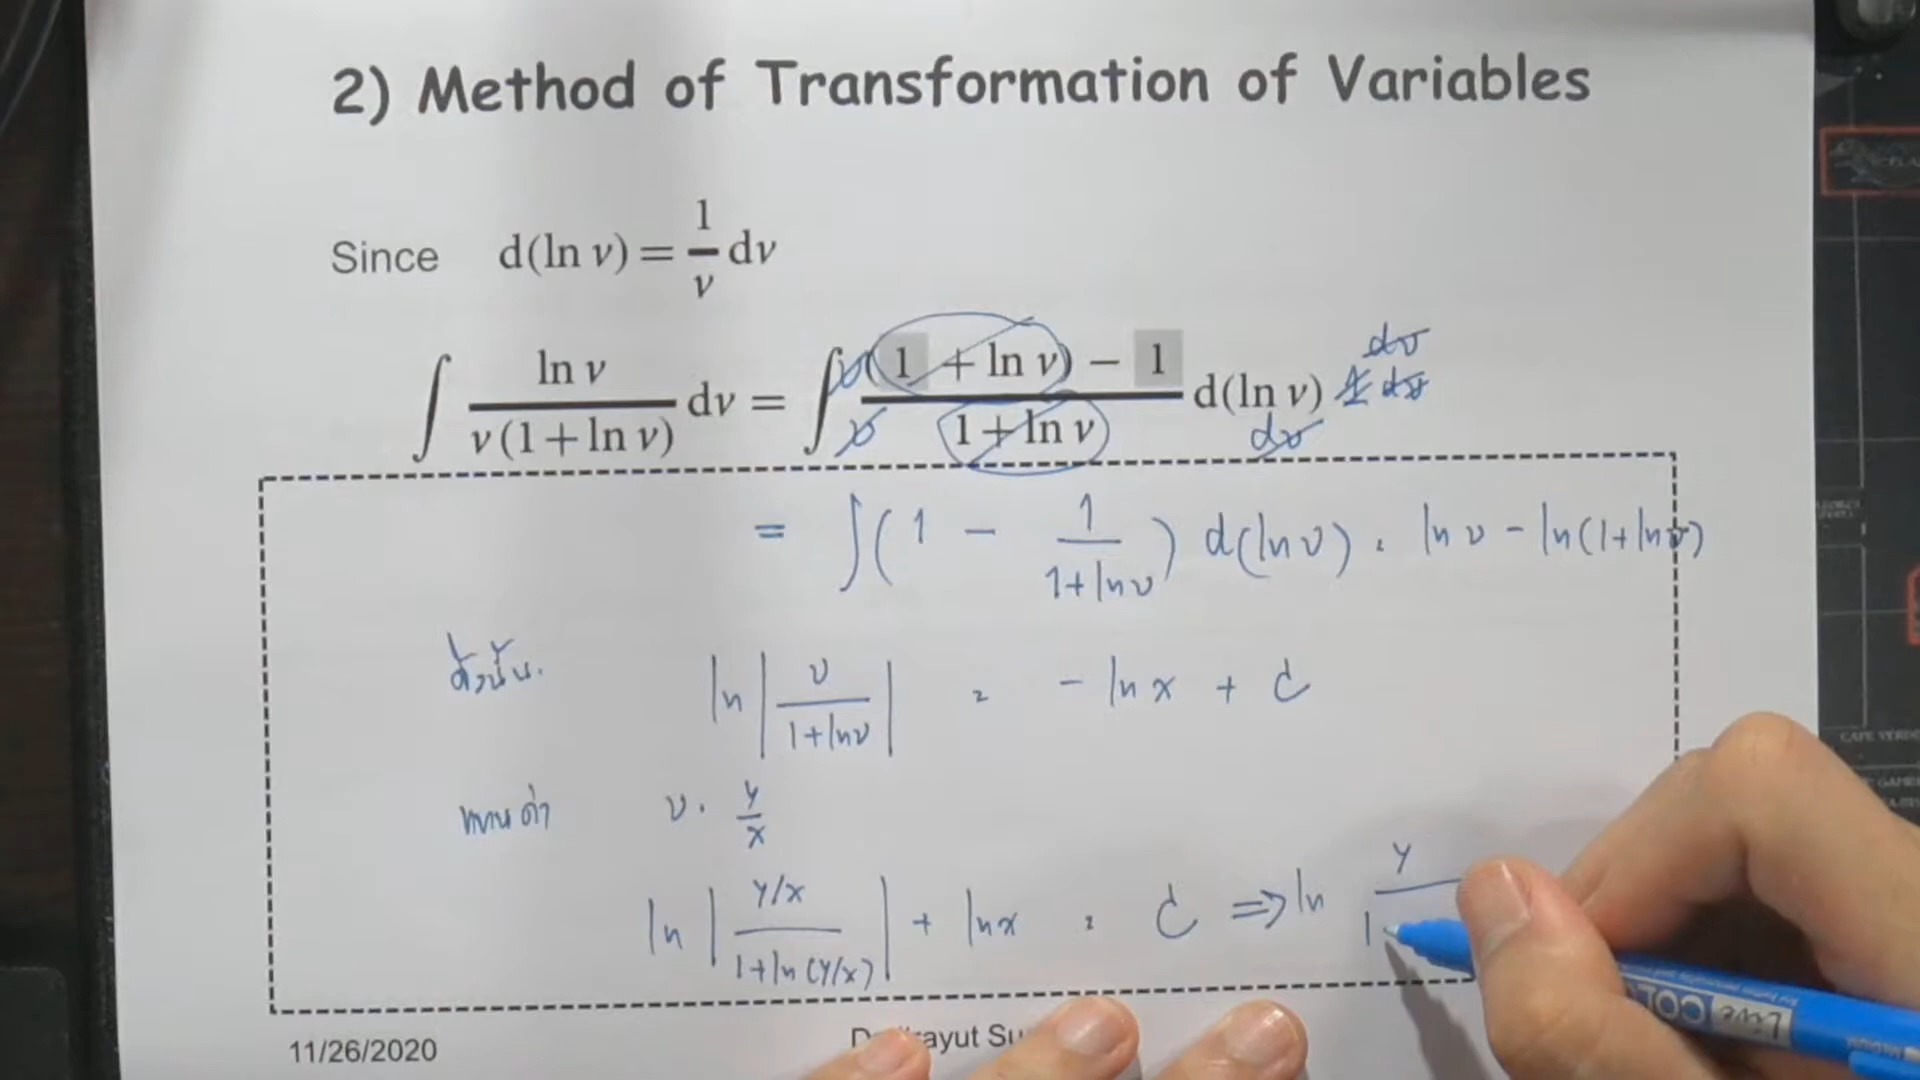 2) Method of Transformation of Variables
Since d(ln v) = 1/v dv
dv
∫ ln v / v(1+ln v) dv = ∫ (1 + ln v) − 1 / 1+ln v d(ln v) dv
dv
= ∫(1 − 1/1+ln v) d(ln v) = ln v − ln(1+ln v)
ดังนั้น ln|v/1+ln v| = − ln x + C
แทนค่า v = y/x
ln|y/x / 1+ln(y/x)| + ln x = C ⇒ ln y / 1
11/26/2020